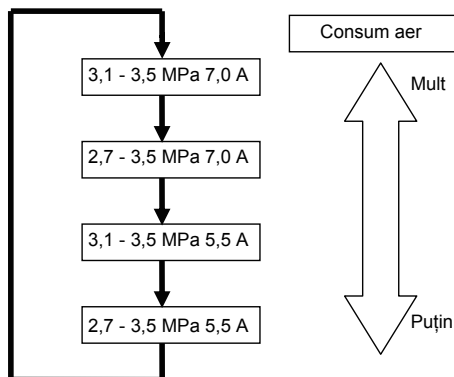 Consum aer
Mult
3,1 - 3,5 MPa 7,0 A
2,7 - 3,5 MPa 7,0 A
3,1 - 3,5 MPa 5,5 A
2,7 - 3,5 MPa 5,5 A
Puțin